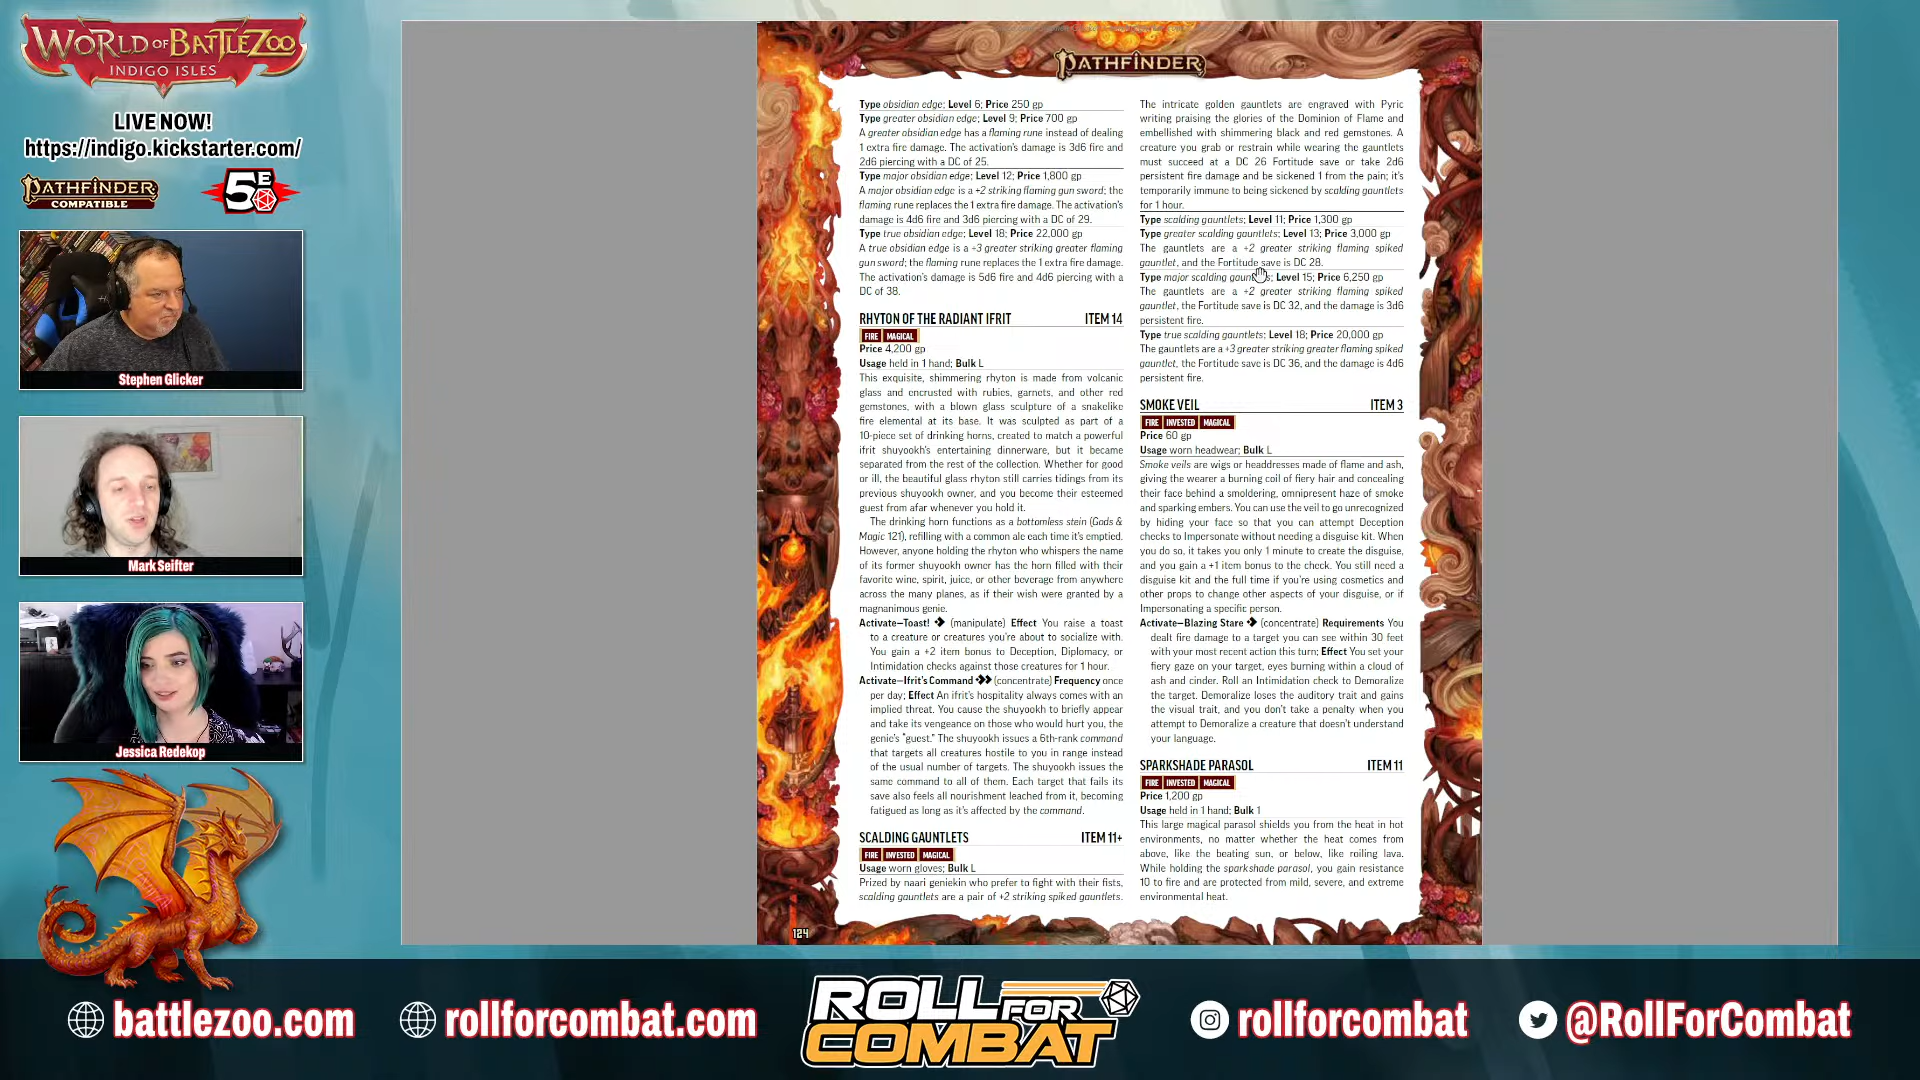 WORLD OF BATTLEZOO
INDIGO ISLES
LIVE NOW!
https://indigo.kickstarter.com/
PATHFINDER
COMPATIBLE
5E
Stephen Glicker
Mark Seifter
Jessica Redekop
PATHFINDER
Type obsidian edge; Level 6; Price 250 gp
Type greater obsidian edge; Level 9; Price 700 gp
A greater obsidian edge has a flaming rune instead of dealing
1 extra fire damage. The activation's damage is 3d6 fire and
2d6 piercing with a DC of 25.
Type major obsidian edge; Level 12; Price 1,800 gp
A major obsidian edge is a +2 striking flaming gun sword; the
flaming rune replaces the 1 extra fire damage. The activation's
damage is 4d6 fire and 3d6 piercing with a DC of 29.
Type true obsidian edge; Level 18; Price 22,000 gp
A true obsidian edge is a +3 greater striking greater flaming
gun sword; the flaming rune replaces the 1 extra fire damage.
The activation's damage is 5d6 fire and 4d6 piercing with a
DC of 38.
RHYTON OF THE RADIANT IFRIT ITEM 14
FIRE MAGICAL
Price 4,200 gp
Usage held in 1 hand; Bulk L
This exquisite, shimmering rhyton is made from volcanic
glass and encrusted with rubies, garnets, and other red
gemstones, with a blown glass sculpture of a snakelike
fire elemental at its base. It was sculpted as part of a
10-piece set of drinking horns, created to match a powerful
ifrit shuyookh's entertaining dinnerware, but it became
separated from the rest of the collection. Whether for good
or ill, the beautiful glass rhyton still carries tidings from its
previous shuyookh owner, and you become their esteemed
guest from afar whenever you hold it.
The drinking horn functions as a bottomless stein (Gods &
Magic 121), refilling with a common ale each time it's emptied.
However, anyone holding the rhyton who whispers the name
of its former shuyookh owner has the horn filled with their
favorite wine, spirit, juice, or other beverage from anywhere
across the many planes, as if their wish were granted by a
magnanimous genie.
Activate—Toast! (manipulate) Effect You raise a toast
to a creature or creatures you're about to socialize with.
You gain a +2 item bonus to Deception, Diplomacy, or
Intimidation checks against those creatures for 1 hour.
Activate—Ifrit's Command (concentrate) Frequency once
per day; Effect An ifrit's hospitality always comes with an
implied threat. You cause the shuyookh to briefly appear
and take its vengeance on those who would hurt you, the
genie's "guest." The shuyookh issues a 6th-rank command
that targets all creatures hostile to you in range instead
of the usual number of targets. The shuyookh issues the
same command to all of them. Each target that fails its
save also feels all nourishment leached from it, becoming
fatigued as long as it's affected by the command.
SCALDING GAUNTLETS ITEM 11+
FIRE INVESTED MAGICAL
Usage worn gloves; Bulk L
Prized by naari geniekin who prefer to fight with their fists,
scalding gauntlets are a pair of +2 striking spiked gauntlets.
124
The intricate golden gauntlets are engraved with Pyric
writing praising the glories of the Dominion of Flame and
embellished with shimmering black and red gemstones. A
creature you grab or restrain while wearing the gauntlets
must succeed at a DC 26 Fortitude save or take 2d6
persistent fire damage and be sickened 1 from the pain; it's
temporarily immune to being sickened by scalding gauntlets
for 1 hour.
Type scalding gauntlets; Level 11; Price 1,300 gp
Type greater scalding gauntlets; Level 13; Price 3,000 gp
The gauntlets are a +2 greater striking flaming spiked
gauntlet, and the Fortitude save is DC 28.
Type major scalding gauntlets; Level 15; Price 6,250 gp
The gauntlets are a +2 greater striking flaming spiked
gauntlet, the Fortitude save is DC 32, and the damage is 3d6
persistent fire.
Type true scalding gauntlets; Level 18; Price 20,000 gp
The gauntlets are a +3 greater striking greater flaming spiked
gauntlet, the Fortitude save is DC 36, and the damage is 4d6
persistent fire.
SMOKE VEIL ITEM 3
FIRE INVESTED MAGICAL
Price 60 gp
Usage worn headwear; Bulk L
Smoke veils are wigs or headdresses made of flame and ash,
giving the wearer a burning coil of fiery hair and concealing
their face behind a smoldering, omnipresent haze of smoke
and sparking embers. You can use the veil to go unrecognized
by hiding your face so that you can attempt Deception
checks to Impersonate without needing a disguise kit. When
you do so, it takes you only 1 minute to create the disguise,
and you gain a +1 item bonus to the check. You still need a
disguise kit and the full time if you're using cosmetics and
other props to change other aspects of your disguise, or if
Impersonating a specific person.
Activate—Blazing Stare (concentrate) Requirements You
dealt fire damage to a target you can see within 30 feet
with your most recent action this turn; Effect You set your
fiery gaze on your target, eyes burning within a cloud of
ash and cinder. Roll an Intimidation check to Demoralize
the target. Demoralize loses the auditory trait and gains
the visual trait, and you don't take a penalty when you
attempt to Demoralize a creature that doesn't understand
your language.
SPARKSHADE PARASOL ITEM 11
FIRE INVESTED MAGICAL
Price 1,200 gp
Usage held in 1 hand; Bulk 1
This large magical parasol shields you from the heat in hot
environments, no matter whether the heat comes from
above, like the beating sun, or below, like roiling lava.
While holding the sparkshade parasol, you gain resistance
10 to fire and are protected from mild, severe, and extreme
environmental heat.
battlezoo.com
rollforcombat.com
ROLL FOR
COMBAT
rollforcombat
@RollForCombat